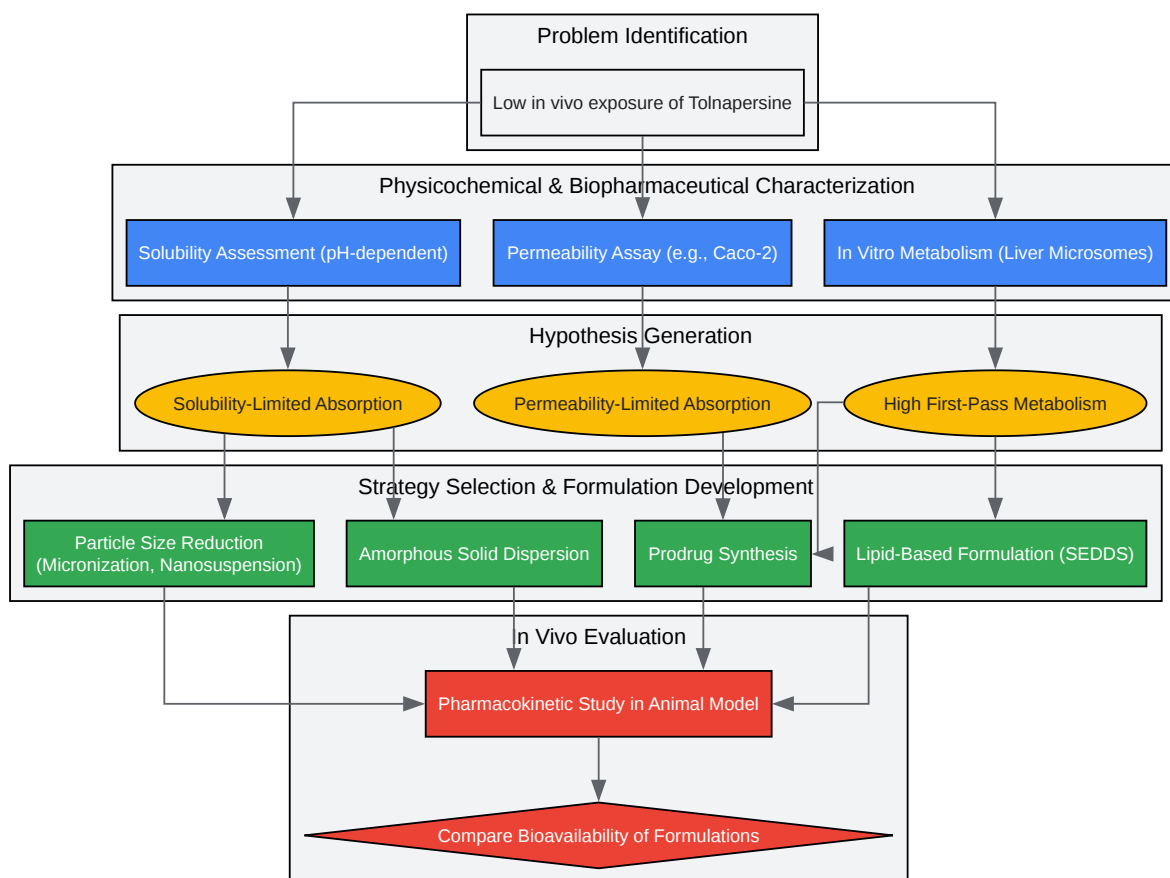 Problem Identification
Low in vivo exposure of Tolnapersine
Physicochemical & Biopharmaceutical Characterization
Solubility Assessment (pH-dependent)
Permeability Assay (e.g., Caco-2)
In Vitro Metabolism (Liver Microsomes)
Hypothesis Generation
Solubility-Limited Absorption
Permeability-Limited Absorption
High First-Pass Metabolism
Strategy Selection & Formulation Development
Particle Size Reduction
(Micronization, Nanosuspension)
Amorphous Solid Dispersion
Prodrug Synthesis
Lipid-Based Formulation (SEDDS)
In Vivo Evaluation
Pharmacokinetic Study in Animal Model
Compare Bioavailability of Formulations